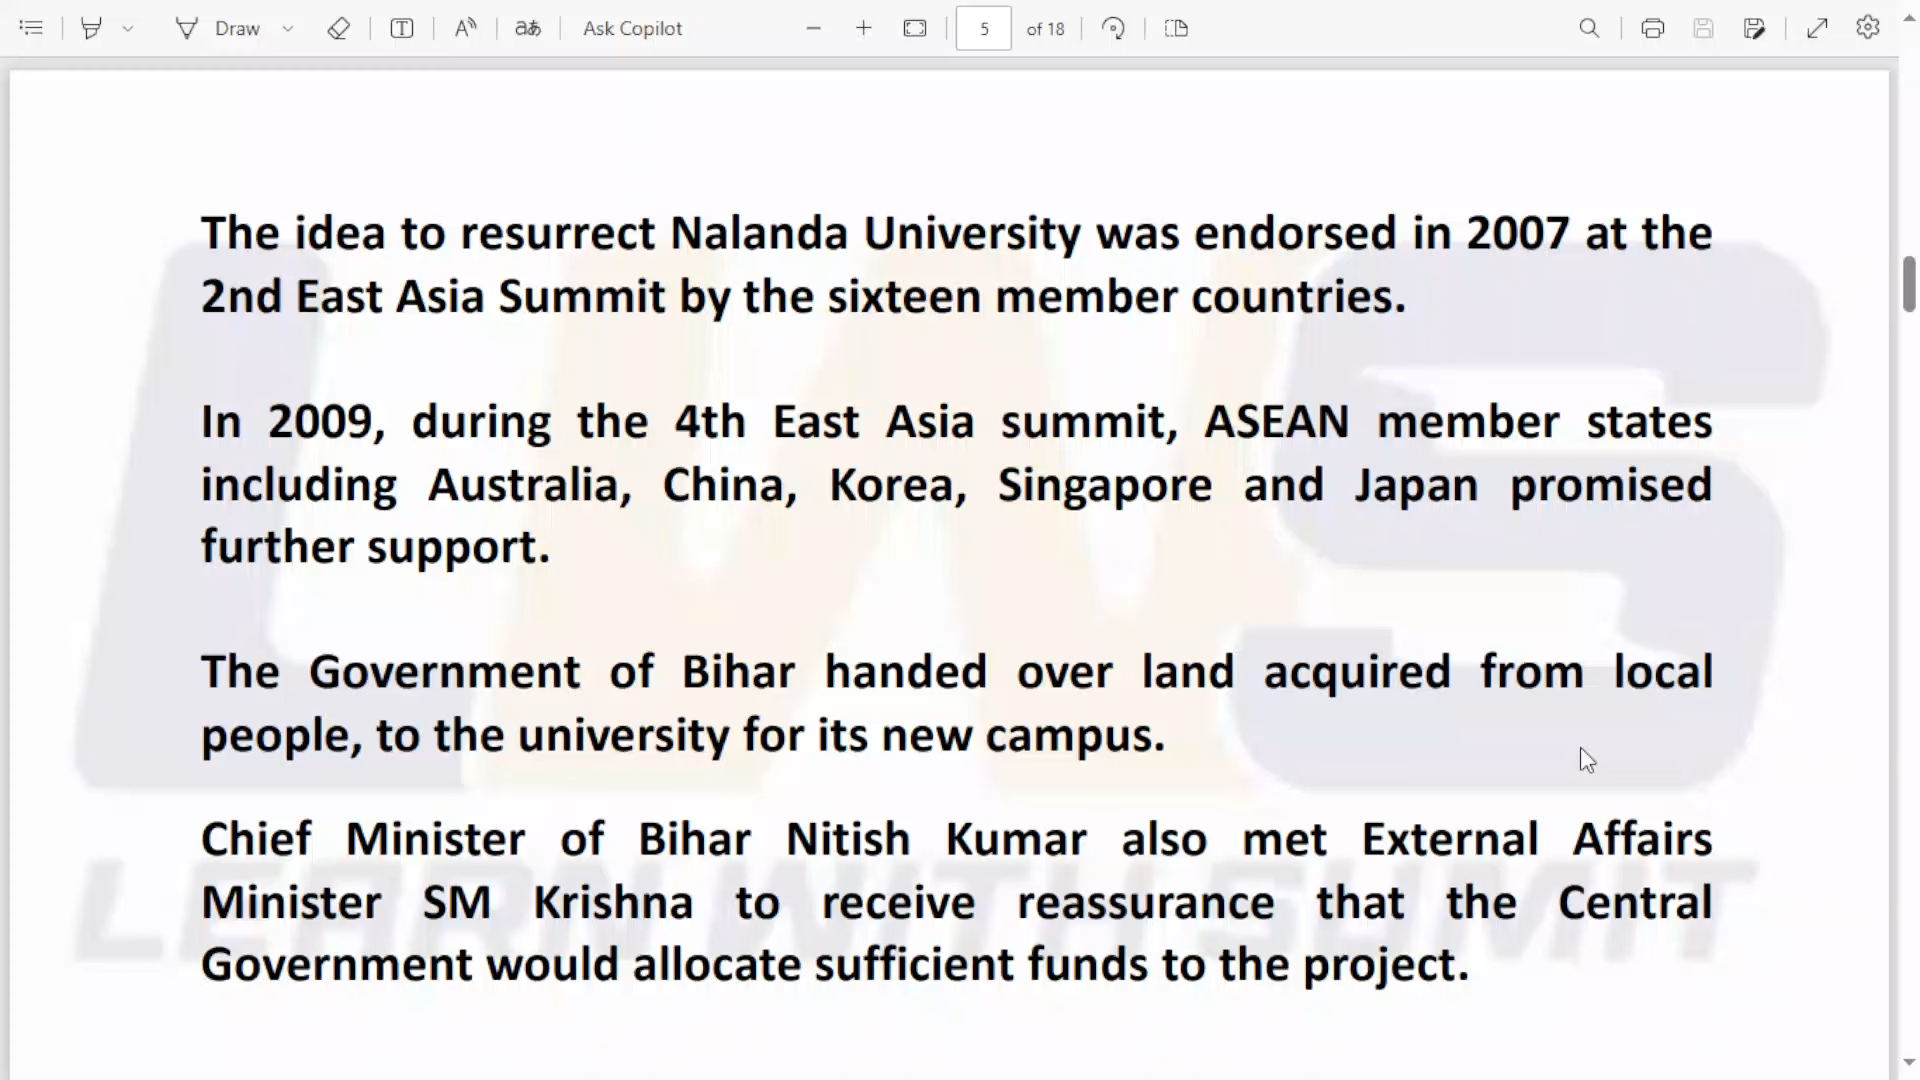 Draw
Ask Copilot
5 of 18
The idea to resurrect Nalanda University was endorsed in 2007 at the
2nd East Asia Summit by the sixteen member countries.
In 2009, during the 4th East Asia summit, ASEAN member states
including Australia, China, Korea, Singapore and Japan promised
further support.
The Government of Bihar handed over land acquired from local
people, to the university for its new campus.
Chief Minister of Bihar Nitish Kumar also met External Affairs
Minister SM Krishna to receive reassurance that the Central
Government would allocate sufficient funds to the project.
LWS
LEARN WITH SUMIT